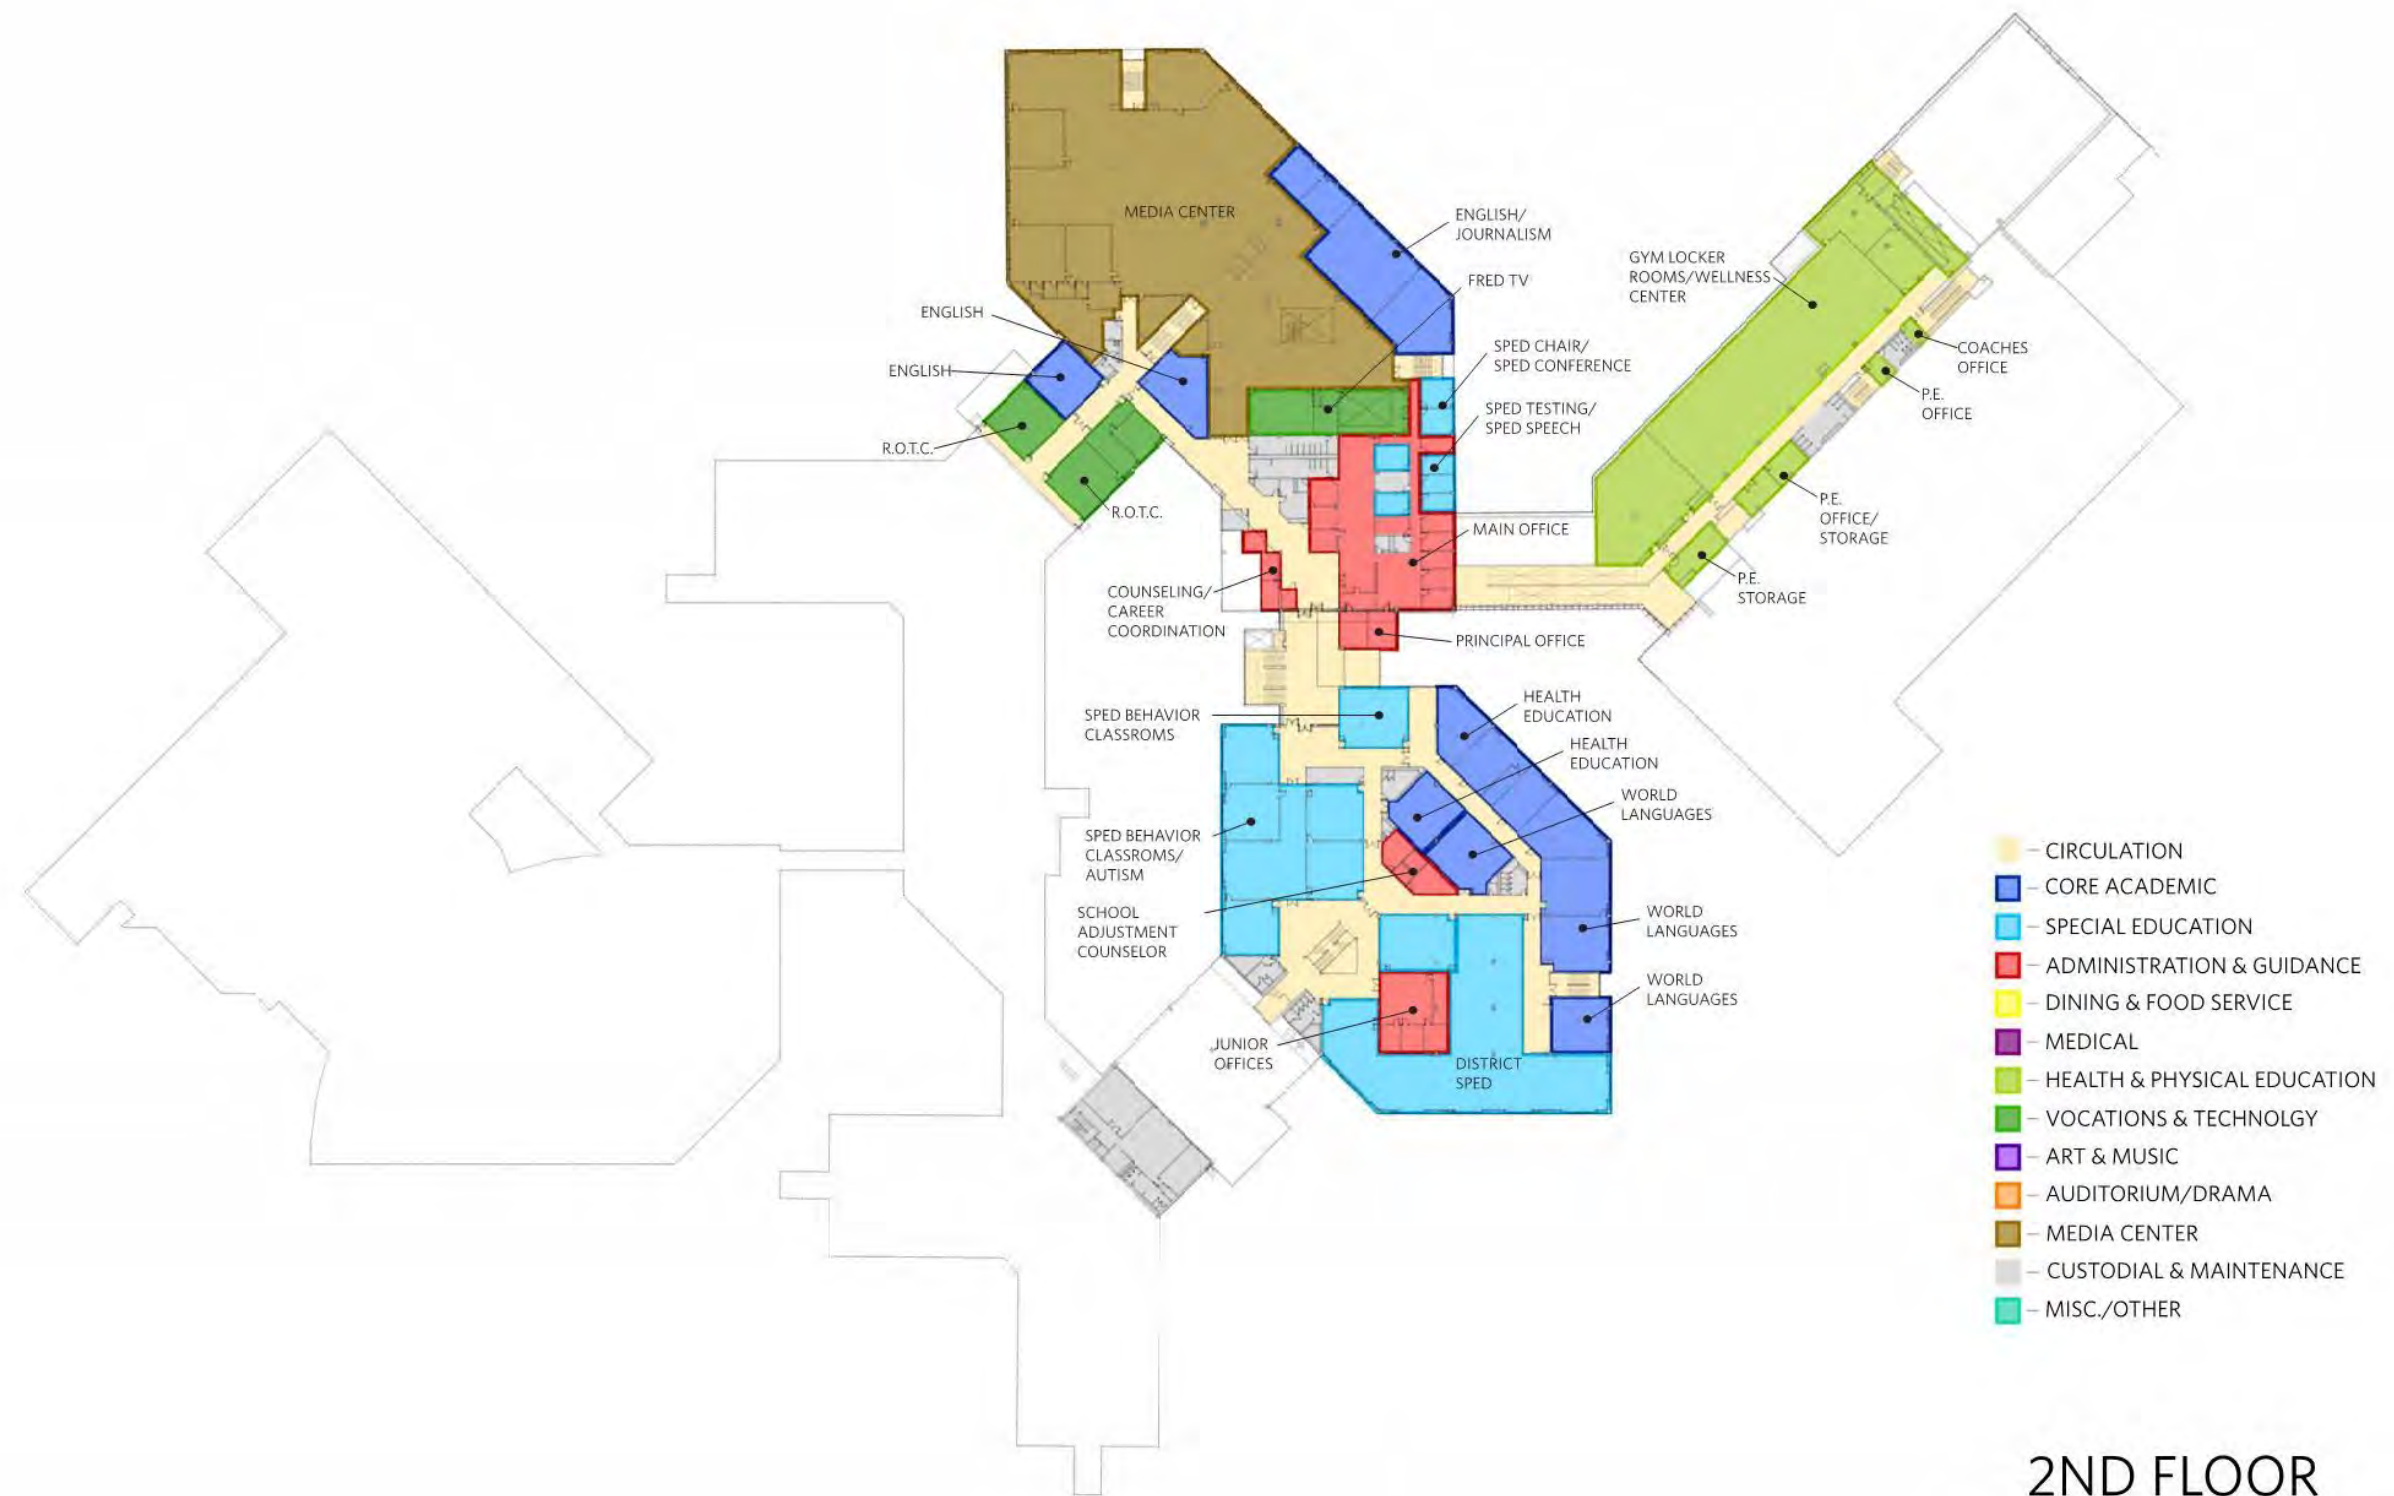 MEDIA CENTER
ENGLISH/
JOURNALISM
FRED TV
GYM LOCKER
ROOMS/WELLNESS
CENTER
ENGLISH
ENGLISH
SPED CHAIR/
SPED CONFERENCE
COACHES
OFFICE
P.E.
OFFICE
SPED TESTING/
SPED SPEECH
R.O.T.C.
R.O.T.C.
P.E.
OFFICE/
STORAGE
MAIN OFFICE
P.E.
STORAGE
COUNSELING/
CAREER
COORDINATION
PRINCIPAL OFFICE
SPED BEHAVIOR
CLASSROMS
HEALTH
EDUCATION
HEALTH
EDUCATION
WORLD
LANGUAGES
SPED BEHAVIOR
CLASSROMS/
AUTISM
SCHOOL
ADJUSTMENT
COUNSELOR
WORLD
LANGUAGES
WORLD
LANGUAGES
JUNIOR
OFFICES
DISTRICT
SPED
CIRCULATION
CORE ACADEMIC
SPECIAL EDUCATION
ADMINISTRATION & GUIDANCE
DINING & FOOD SERVICE
MEDICAL
HEALTH & PHYSICAL EDUCATION
VOCATIONS & TECHNOLGY
ART & MUSIC
AUDITORIUM/DRAMA
MEDIA CENTER
CUSTODIAL & MAINTENANCE
MISC./OTHER
2ND FLOOR